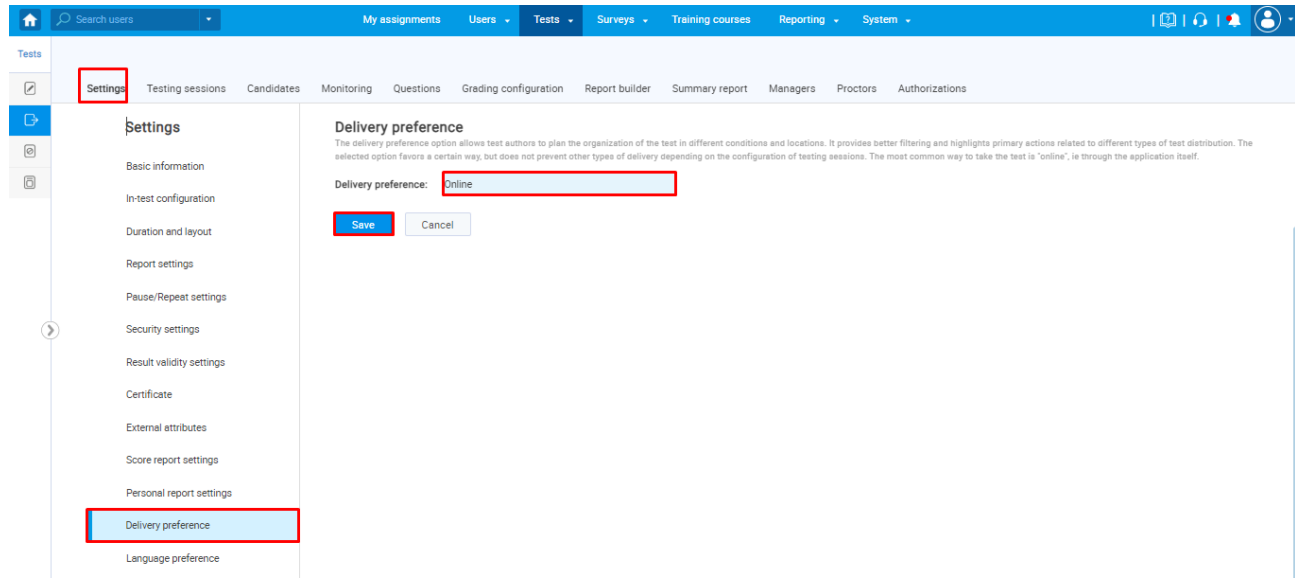 Search users
My assignments Users Tests Surveys Training courses Reporting System
Tests
Settings Testing sessions Candidates Monitoring Questions Grading configuration Report builder Summary report Managers Proctors Authorizations
Settings
Basic information
In-test configuration
Duration and layout
Report settings
Pause/Repeat settings
Security settings
Result validity settings
Certificate
External attributes
Score report settings
Personal report settings
Delivery preference
Language preference
Delivery preference
The delivery preference option allows test authors to plan the organization of the test in different conditions and locations. It provides better filtering and highlights primary actions related to different types of test distribution. The
selected option favors a certain way, but does not prevent other types of delivery depending on the configuration of testing sessions. The most common way to take the test is "online", ie through the application itself.
Delivery preference: Online
Save Cancel